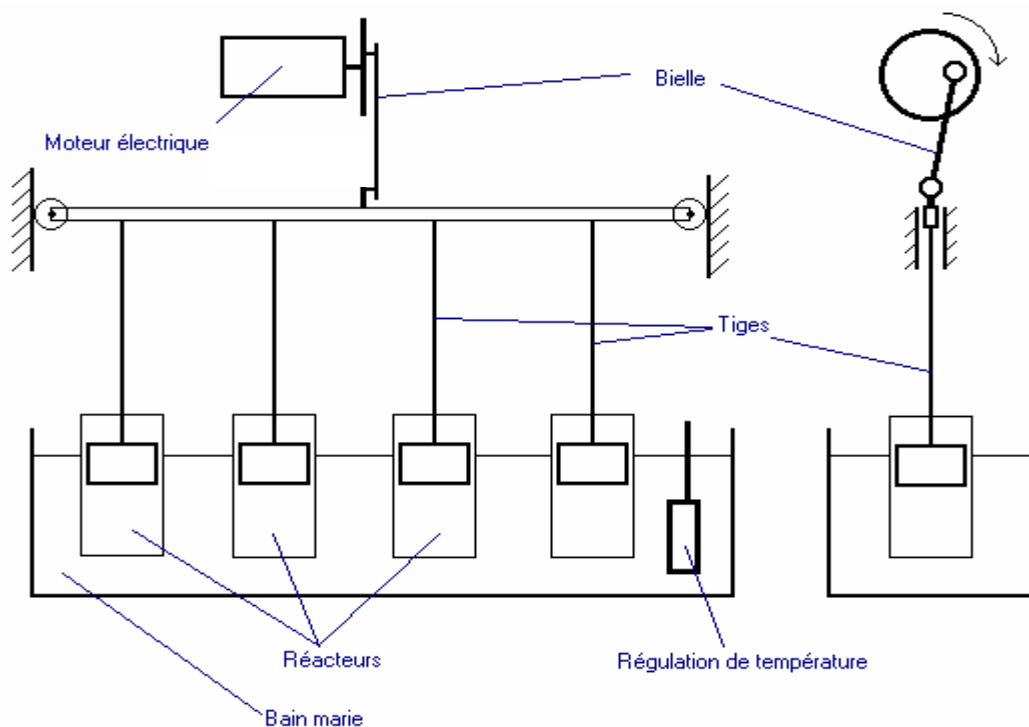 Bielle
Moteur électrique
Tiges
Réacteurs
Régulation de température
Bain marie